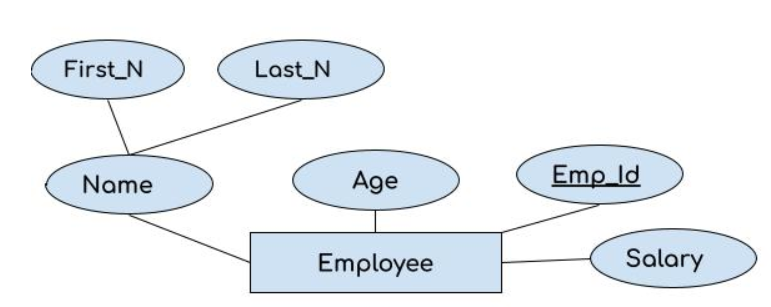 First_N
Last_N
Name
Age
Emp_Id
Employee
Salary